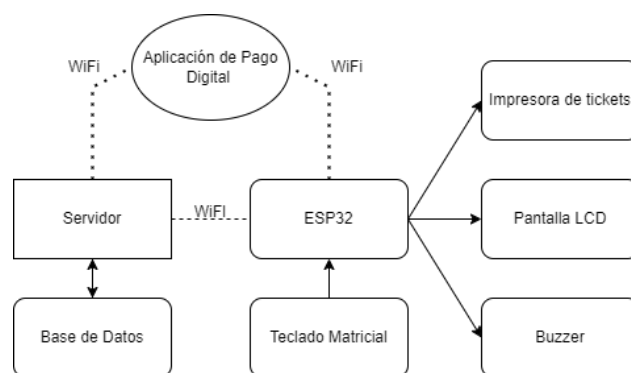 Aplicación de Pago
Digital
WiFi
WiFi
Impresora de tickets
Servidor
WiFI
ESP32
Pantalla LCD
Base de Datos
Teclado Matricial
Buzzer